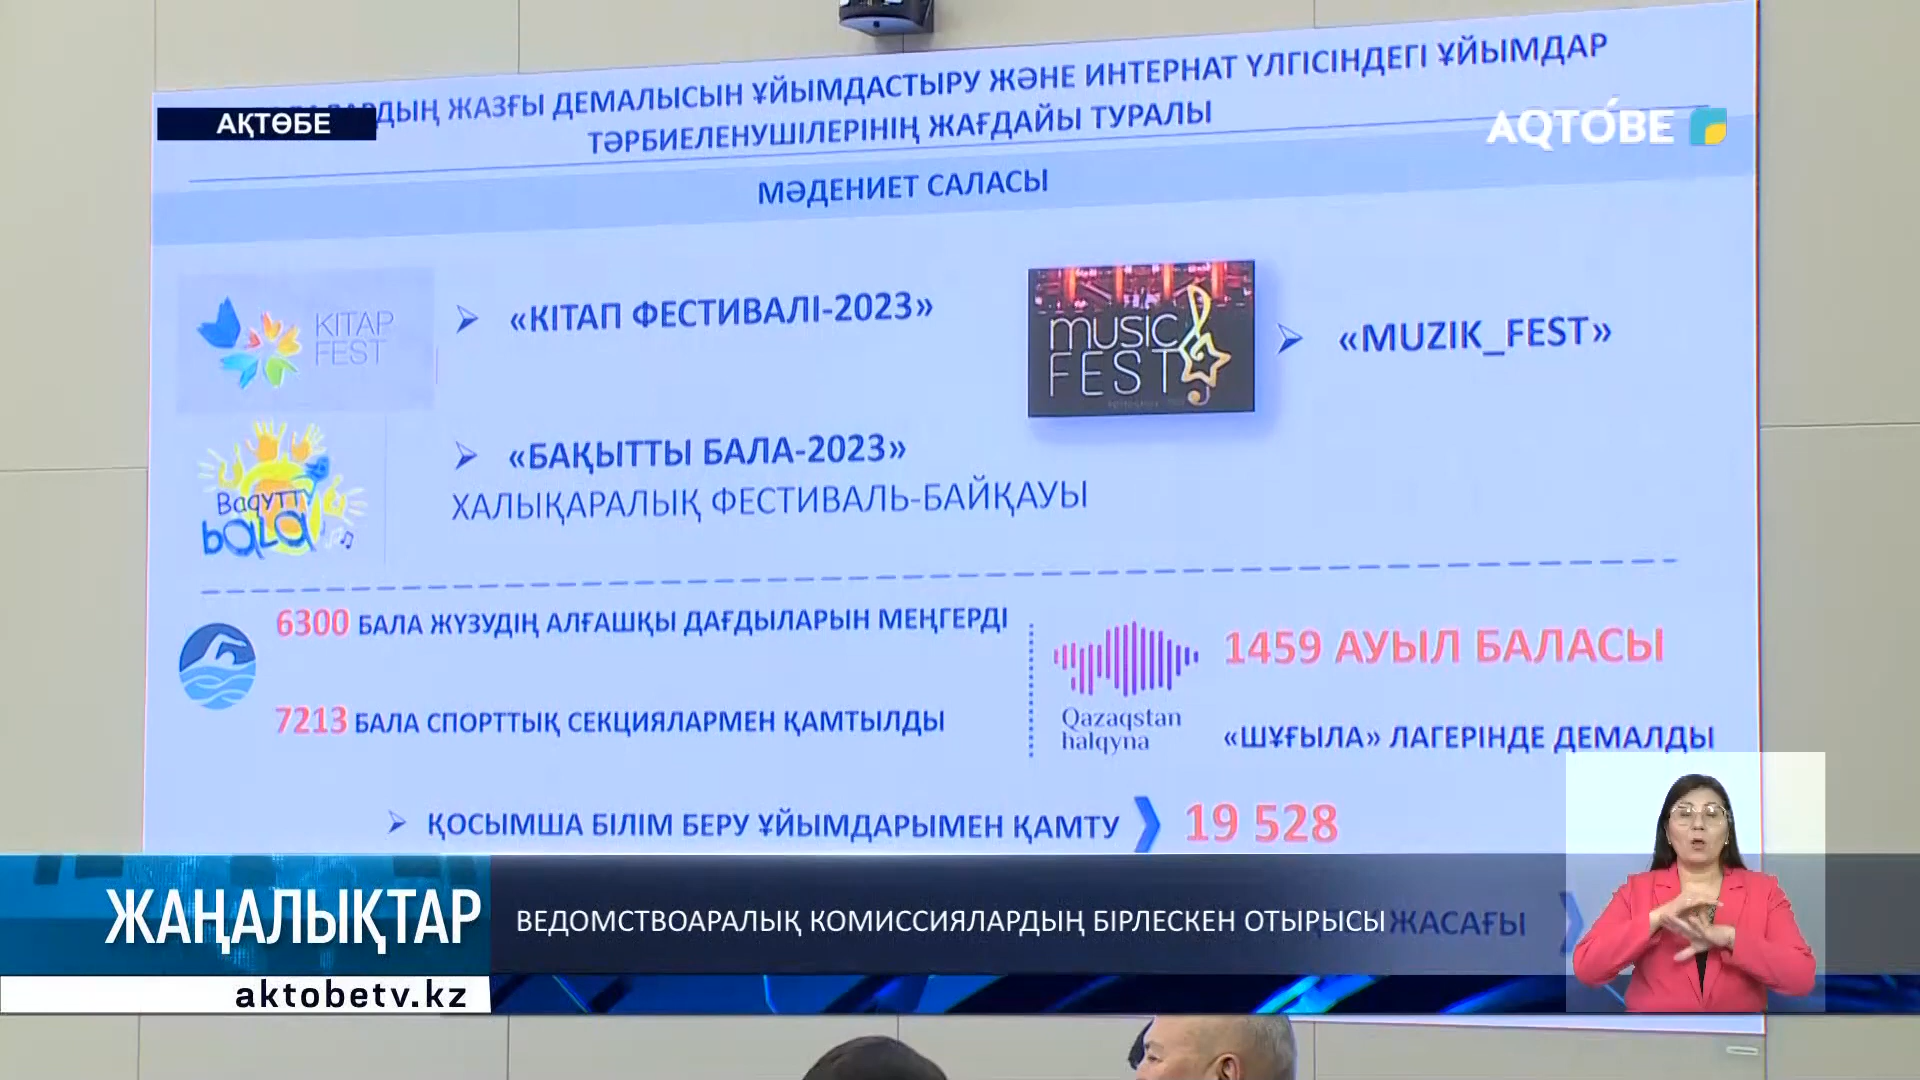 ДЫҢ ЖАЗҒЫ ДЕМАЛЫСЫН ҰЙЫМДАСТЫРУ ЖӘНЕ ИНТЕРНАТ ҮЛГІСІНДЕГІ ҰЙЫМДАР
ТӘРБИЕЛЕНУШІЛЕРІНІҢ ЖАҒДАЙЫ ТУРАЛЫ
АҚТӨБЕ
AQTÓBE
МӘДЕНИЕТ САЛАСЫ
KITAP
FEST
«КІТАП ФЕСТИВАЛІ-2023»
MUSIC
FEST
«MUZIK_FEST»
Baqytty
bala
«БАҚЫТТЫ БАЛА-2023»
ХАЛЫҚАРАЛЫҚ ФЕСТИВАЛЬ-БАЙҚАУЫ
6300 БАЛА ЖҮЗУДІҢ АЛҒАШҚЫ ДАҒДЫЛАРЫН МЕҢГЕРДІ
7213 БАЛА СПОРТТЫҚ СЕКЦИЯЛАРМЕН ҚАМТЫЛДЫ
Qazaqstan
halqyna
1459 АУЫЛ БАЛАСЫ
«ШҰҒЫЛА» ЛАГЕРІНДЕ ДЕМАЛДЫ
ҚОСЫМША БІЛІМ БЕРУ ҰЙЫМДАРЫМЕН ҚАМТУ 19 528
ЖАҢАЛЫҚТАР
ВЕДОМСТВОАРАЛЫҚ КОМИССИЯЛАРДЫҢ БІРЛЕСКЕН ОТЫРЫСЫ
ЖАСАҒЫ
aktobetv.kz